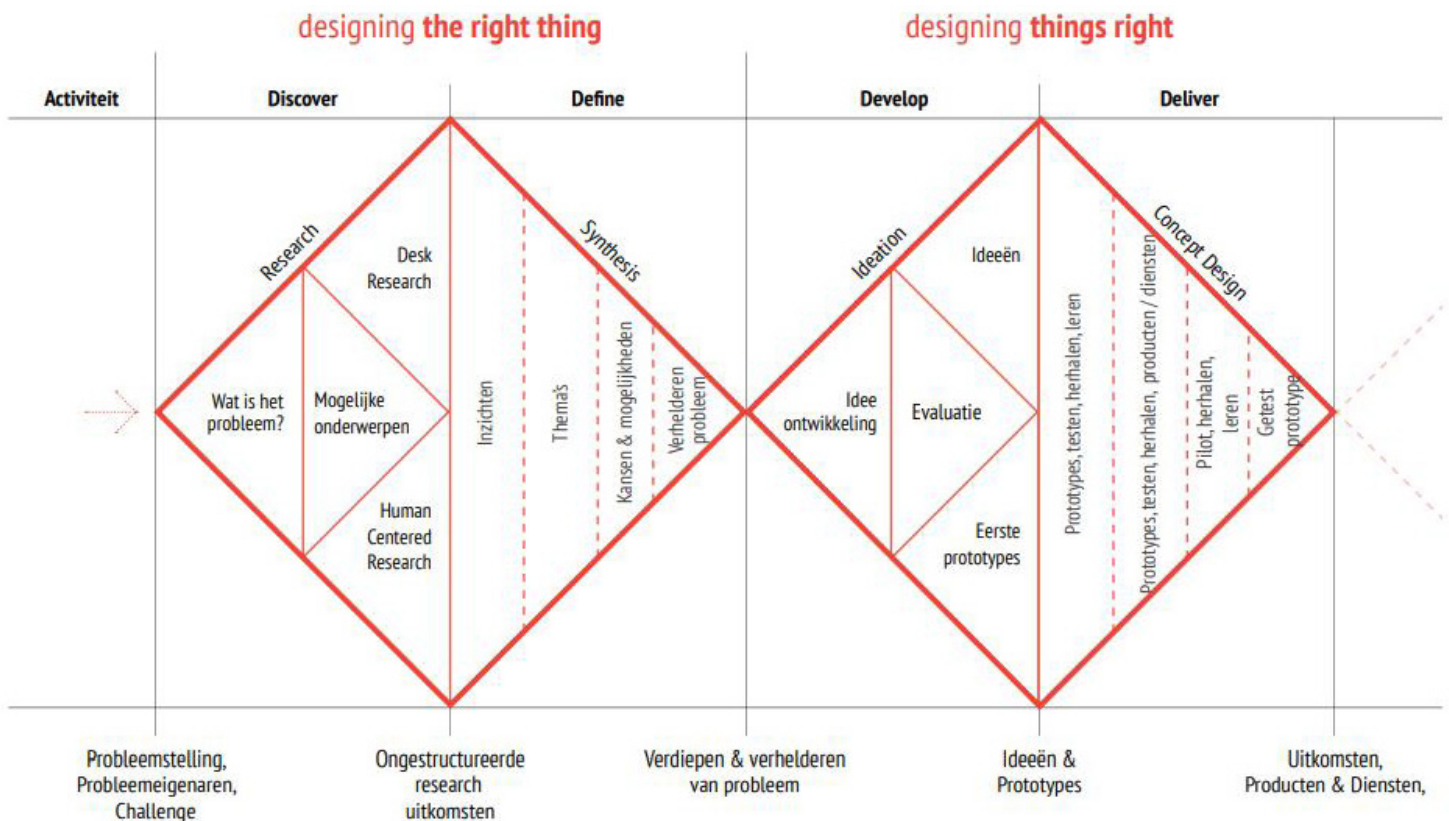 designing the right thing
designing things right
Activiteit
Discover
Define
Develop
Deliver
Research
Desk
Research
Wat is het
probleem?
Mogelijke
onderwerpen
Human
Centered
Research
Synthesis
Inzichten
Thema's
Kansen & mogelijkheden
Verhelderen
probleem
Ideation
Ideeën
Idee
ontwikkeling
Evaluatie
Eerste
prototypes
Concept Design
Prototypes, testen, herhalen, leren
Prototypes, testen, herhalen, producten / diensten
Pilot, herhalen,
leren
Getest
prototype
Probleemstelling,
Probleemeigenaren,
Challenge
Ongestructureerde
research
uitkomsten
Verdiepen & verhelderen
van probleem
Ideeën &
Prototypes
Uitkomsten,
Producten & Diensten,